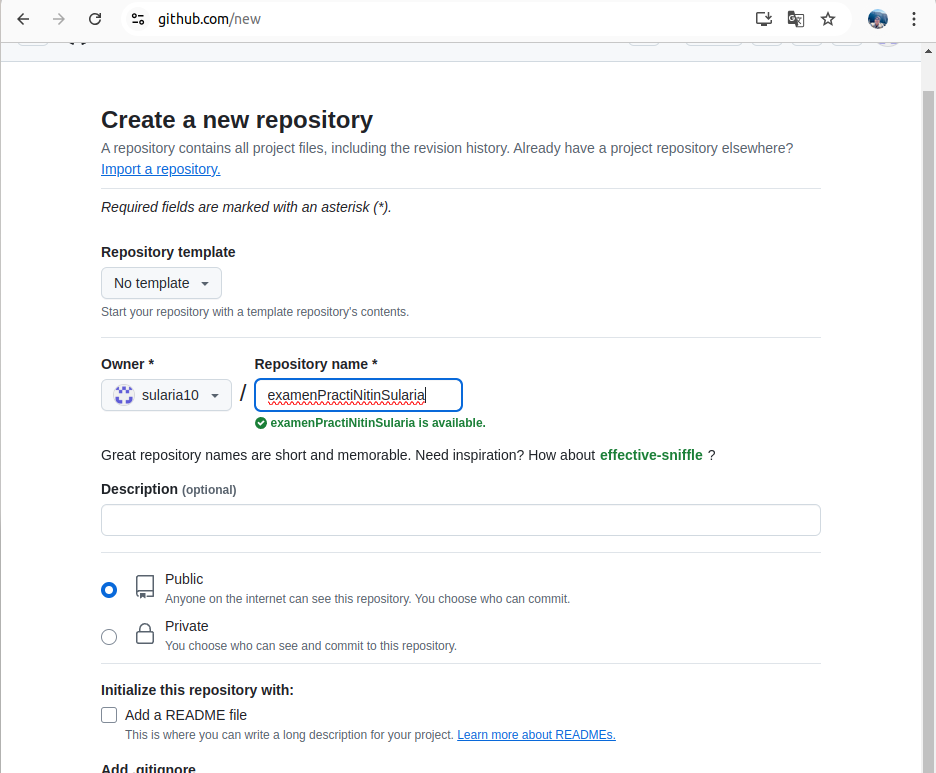 github.com/new
Create a new repository
A repository contains all project files, including the revision history. Already have a project repository elsewhere?
Import a repository.
Required fields are marked with an asterisk (*).
Repository template
No template
Start your repository with a template repository's contents.
Owner *
Repository name *
sularia10
/
examenPractiNitinSularia
examenPractiNitinSularia is available.
Great repository names are short and memorable. Need inspiration? How about effective-sniffle ?
Description (optional)
Public
Anyone on the internet can see this repository. You choose who can commit.
Private
You choose who can see and commit to this repository.
Initialize this repository with:
Add a README file
This is where you can write a long description for your project. Learn more about READMEs.
Add .gitignore